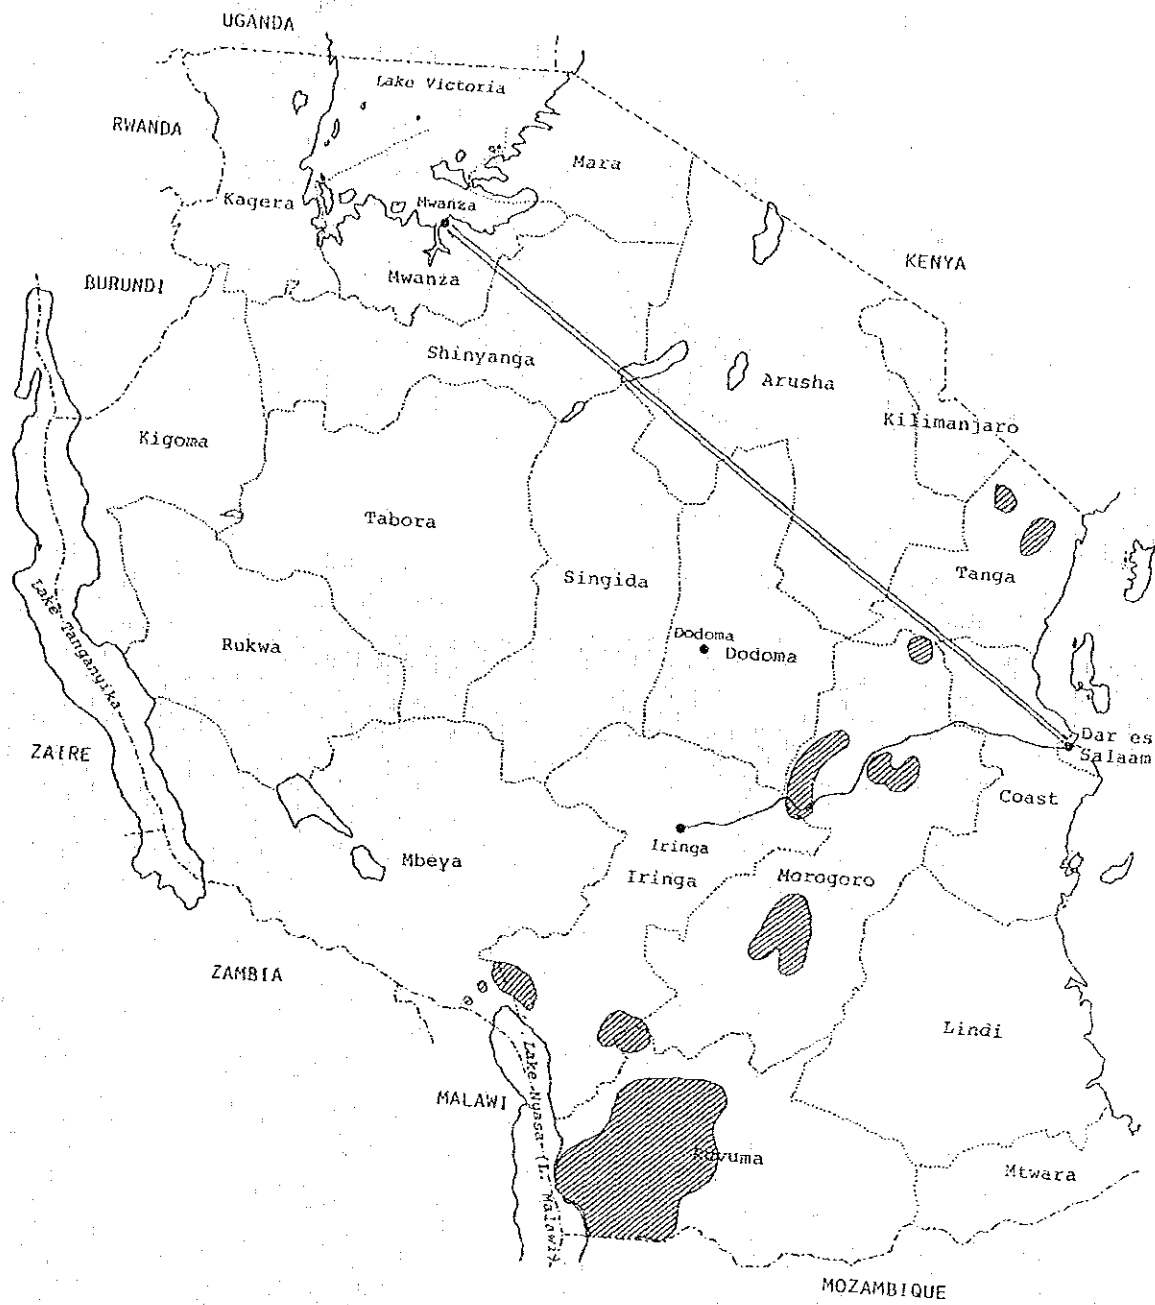 UGANDA
Lake Victoria
RWANDA
Mara
Kagera
Mwanza
KENYA
BURUNDI
Mwanza
Shinyanga
Arusha
Kilimanjaro
Kigoma
Tabora
Singida
Tanga
Lake Tanganyika
Rukwa
Dodoma
Dodoma
ZAIRE
Dar es
Salaam
Coast
Mbeya
Iringa
Iringa
Morogoro
ZAMBIA
Lindi
Lake Nyasa (L. Malawi)
MALAWI
Ruvuma
Mtwara
MOZAMBIQUE